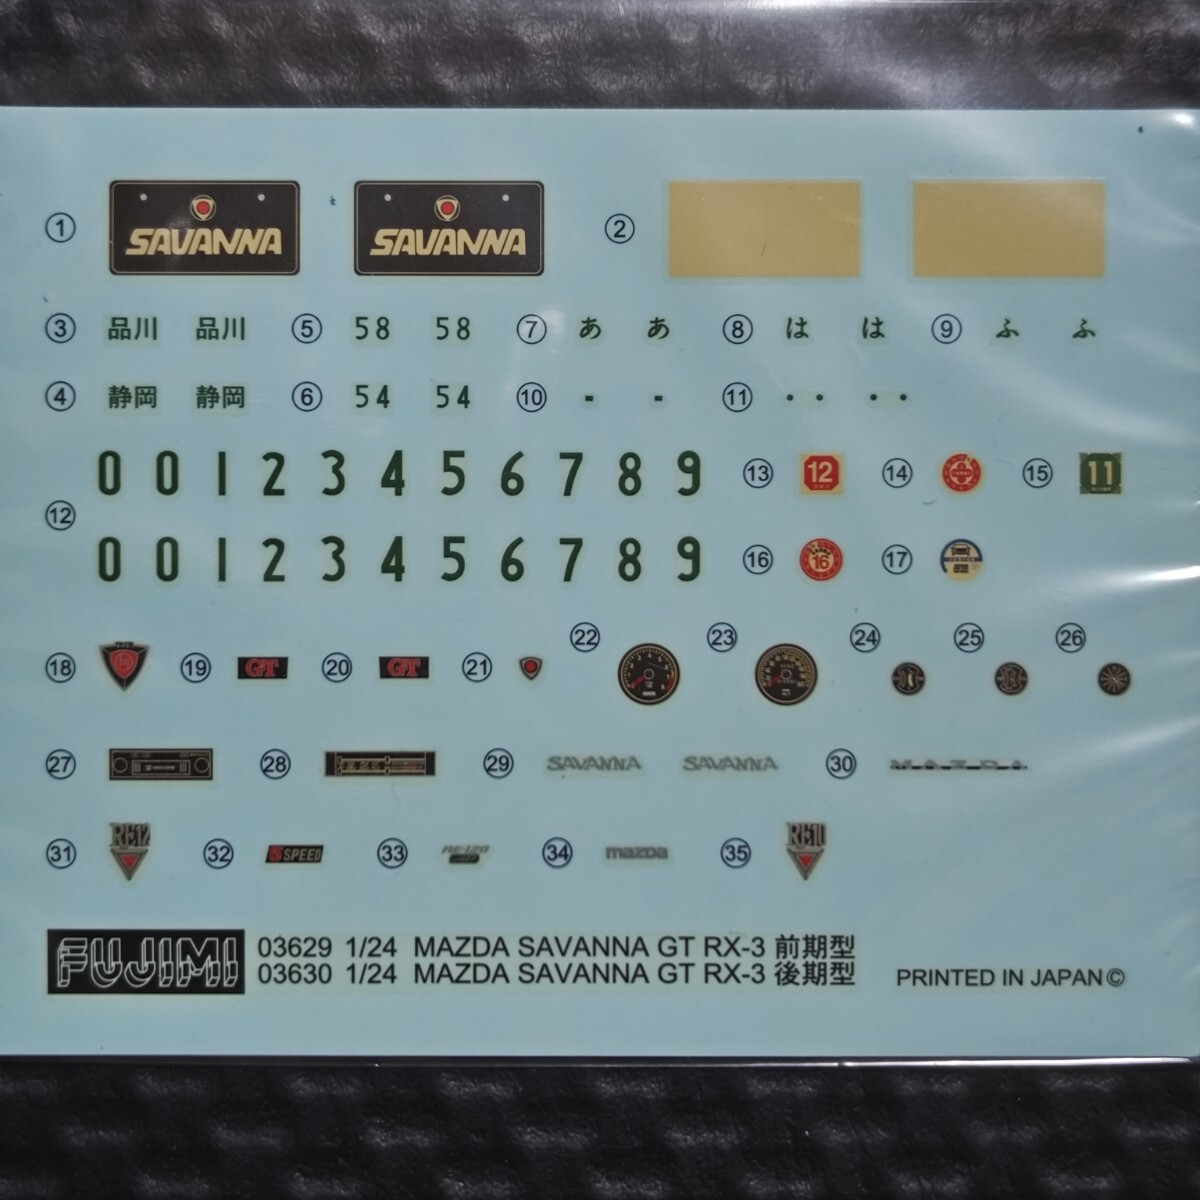 ① SAVANNA SAVANNA ②
③ 品川 品川 ⑤ 58 58 ⑦ あ あ ⑧ は は ⑨ ふ ふ
④ 静岡 静岡 ⑥ 54 54 ⑩ - - ⑪ ・・ ・・
0 0 1 2 3 4 5 6 7 8 9 ⑬ 12 ⑭ ⑮ 11
⑫
0 0 1 2 3 4 5 6 7 8 9 ⑯ 16 ⑰
⑱ ⑲ GT ⑳ GT ㉑ ㉒ ㉓ ㉔ ㉕ ㉖
㉗ ㉘ ㉙ SAVANNA SAVANNA ㉚ MAZDA
㉛ RE12 ㉜ 5SPEED ㉝ RE-120 ㉞ mazda ㉟ RE10
FUJIMI 03629 1/24 MAZDA SAVANNA GT RX-3 前期型
03630 1/24 MAZDA SAVANNA GT RX-3 後期型
PRINTED IN JAPAN ©